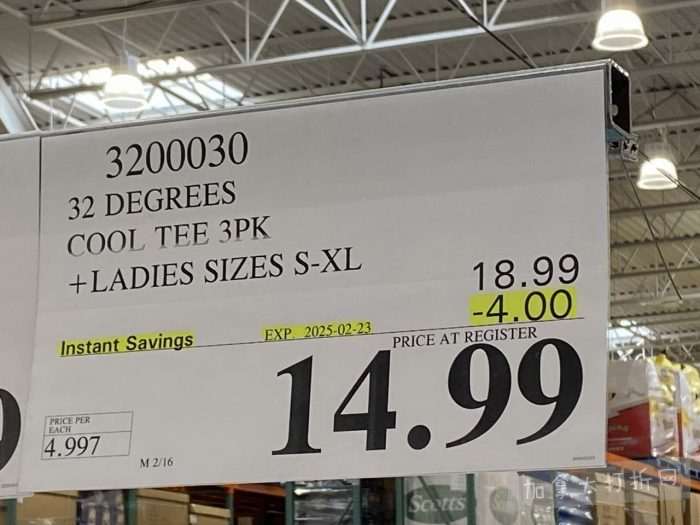 3200030
32 DEGREES
COOL TEE 3PK
+LADIES SIZES S-XL
18.99
-4.00
Instant Savings
EXP. 2025-02-23
PRICE AT REGISTER
14.99
PRICE PER
EACH
4.997
M 2/16
Scotts
加拿大打折网